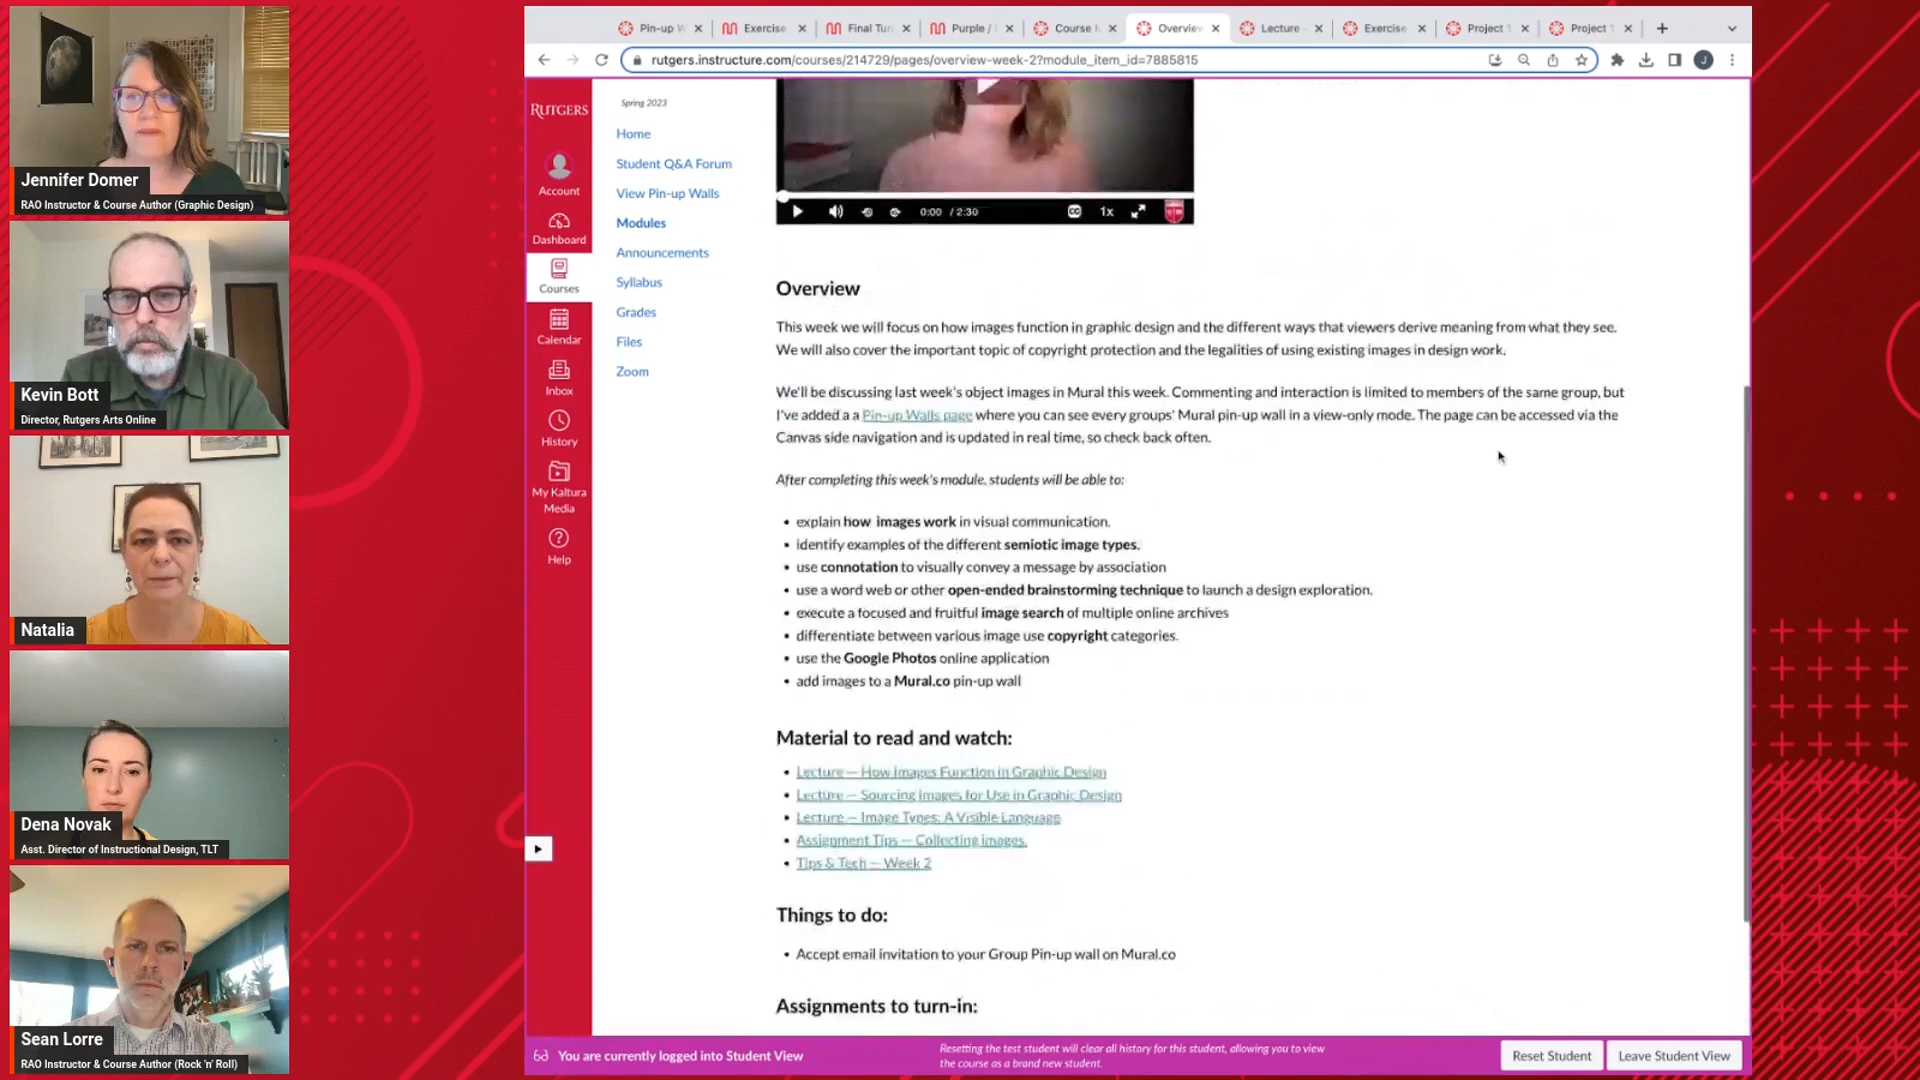 Jennifer Domer
RAO Instructor & Course Author (Graphic Design)
Kevin Bott
Director, Rutgers Arts Online
Natalia
Dena Novak
Asst. Director of Instructional Design, TLT
Sean Lorre
RAO Instructor & Course Author (Rock 'n' Roll)
Pin-up W
Exercise
Final Tur
Purple /
Course M
Overview
Lecture -
Exercise
Project 1
Project 1
rutgers.instructure.com/courses/214729/pages/overview-week-2?module_item_id=7885815
J
RUTGERS
Account
Dashboard
Courses
Calendar
Inbox
History
My Kaltura
Media
Help
Spring 2023
Home
Student Q&A Forum
View Pin-up Walls
Modules
Announcements
Syllabus
Grades
Files
Zoom
0:00 / 2:30
CC
1x
Overview
This week we will focus on how images function in graphic design and the different ways that viewers derive meaning from what they see.
We will also cover the important topic of copyright protection and the legalities of using existing images in design work.
We'll be discussing last week's object images in Mural this week. Commenting and interaction is limited to members of the same group, but
I've added a a Pin-up Walls page where you can see every groups' Mural pin-up wall in a view-only mode. The page can be accessed via the
Canvas side navigation and is updated in real time, so check back often.
After completing this week's module, students will be able to:
• explain how images work in visual communication.
• identify examples of the different semiotic image types.
• use connotation to visually convey a message by association
• use a word web or other open-ended brainstorming technique to launch a design exploration.
• execute a focused and fruitful image search of multiple online archives
• differentiate between various image use copyright categories.
• use the Google Photos online application
• add images to a Mural.co pin-up wall
Material to read and watch:
• Lecture — How Images Function in Graphic Design
• Lecture — Sourcing Images for Use in Graphic Design
• Lecture — Image Types: A Visible Language
• Assignment Tips — Collecting images.
• Tips & Tech — Week 2
Things to do:
• Accept email invitation to your Group Pin-up wall on Mural.co
Assignments to turn-in:
You are currently logged into Student View
Resetting the test student will clear all history for this student, allowing you to view
the course as a brand new student.
Reset Student
Leave Student View